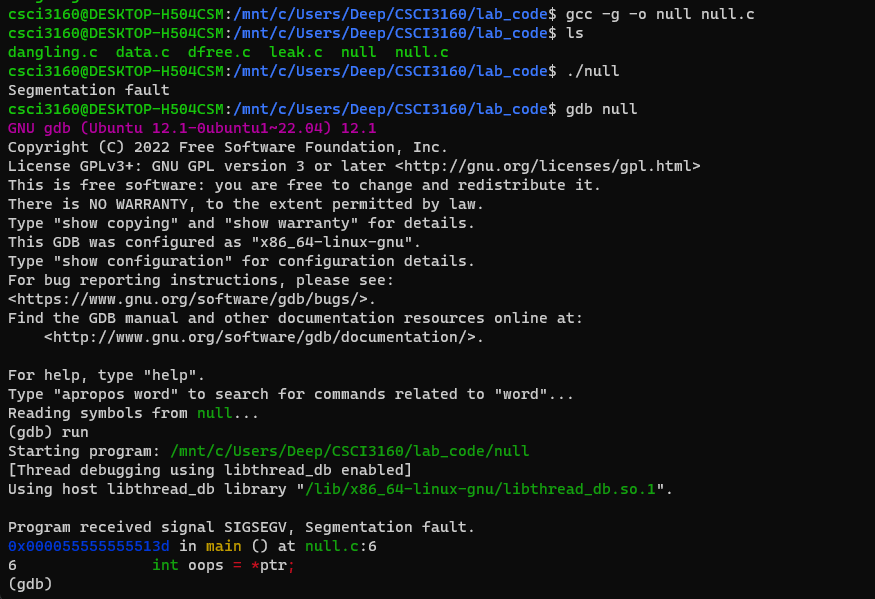 csci3160@DESKTOP-H504CSM:/mnt/c/Users/Deep/CSCI3160/lab_code$ gcc -g -o null null.c
csci3160@DESKTOP-H504CSM:/mnt/c/Users/Deep/CSCI3160/lab_code$ ls
dangling.c  data.c  dfree.c  leak.c  null  null.c
csci3160@DESKTOP-H504CSM:/mnt/c/Users/Deep/CSCI3160/lab_code$ ./null
Segmentation fault
csci3160@DESKTOP-H504CSM:/mnt/c/Users/Deep/CSCI3160/lab_code$ gdb null
GNU gdb (Ubuntu 12.1-0ubuntu1~22.04) 12.1
Copyright (C) 2022 Free Software Foundation, Inc.
License GPLv3+: GNU GPL version 3 or later <http://gnu.org/licenses/gpl.html>
This is free software: you are free to change and redistribute it.
There is NO WARRANTY, to the extent permitted by law.
Type "show copying" and "show warranty" for details.
This GDB was configured as "x86_64-linux-gnu".
Type "show configuration" for configuration details.
For bug reporting instructions, please see:
<https://www.gnu.org/software/gdb/bugs/>.
Find the GDB manual and other documentation resources online at:
    <http://www.gnu.org/software/gdb/documentation/>.

For help, type "help".
Type "apropos word" to search for commands related to "word"...
Reading symbols from null...
(gdb) run
Starting program: /mnt/c/Users/Deep/CSCI3160/lab_code/null
[Thread debugging using libthread_db enabled]
Using host libthread_db library "/lib/x86_64-linux-gnu/libthread_db.so.1".

Program received signal SIGSEGV, Segmentation fault.
0x000055555555513d in main () at null.c:6
6               int oops = *ptr;
(gdb)